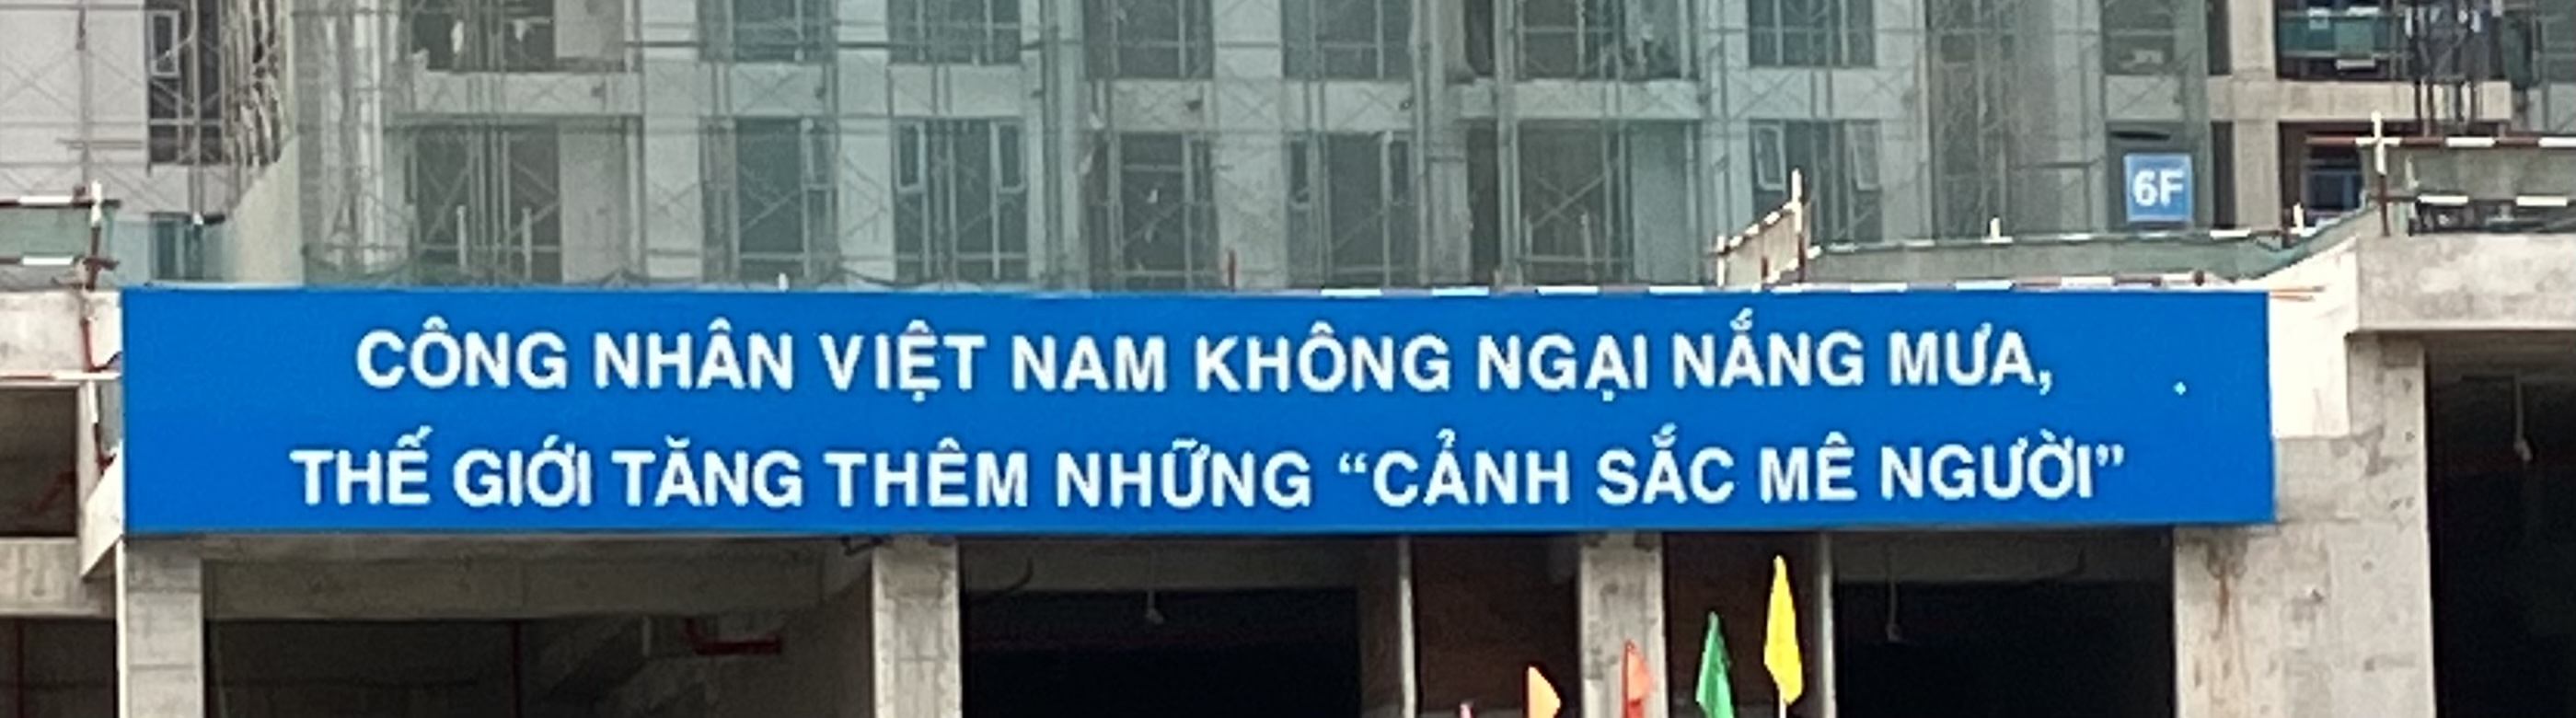 6F
CÔNG NHÂN VIỆT NAM KHÔNG NGẠI NẮNG MƯA,
THẾ GIỚI TĂNG THÊM NHỮNG “CẢNH SẮC MÊ NGƯỜI”